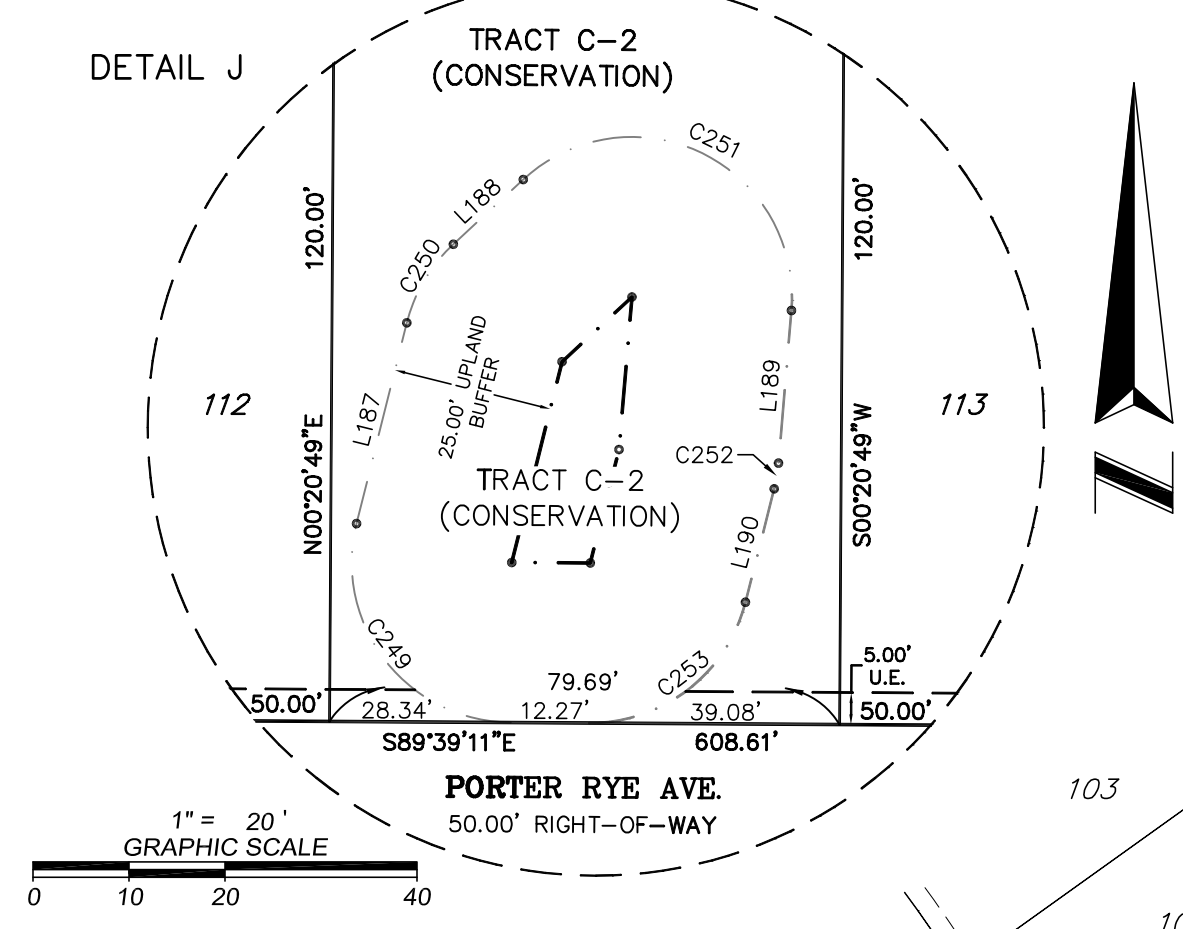 DETAIL J
TRACT C-2
(CONSERVATION)
C251
L188
C250
120.00'
120.00'
25.00' UPLAND
BUFFER
112
113
L187
L189
N00°20'49"E
S00°20'49"W
C252
TRACT C-2
(CONSERVATION)
L190
C249
C253
79.69'
5.00'
U.E.
50.00'
28.34'
12.27'
39.08'
50.00'
S89°39'11"E
608.61'
PORTER RYE AVE.
50.00' RIGHT-OF-WAY
103
1" = 20 '
GRAPHIC SCALE
0 10 20 40